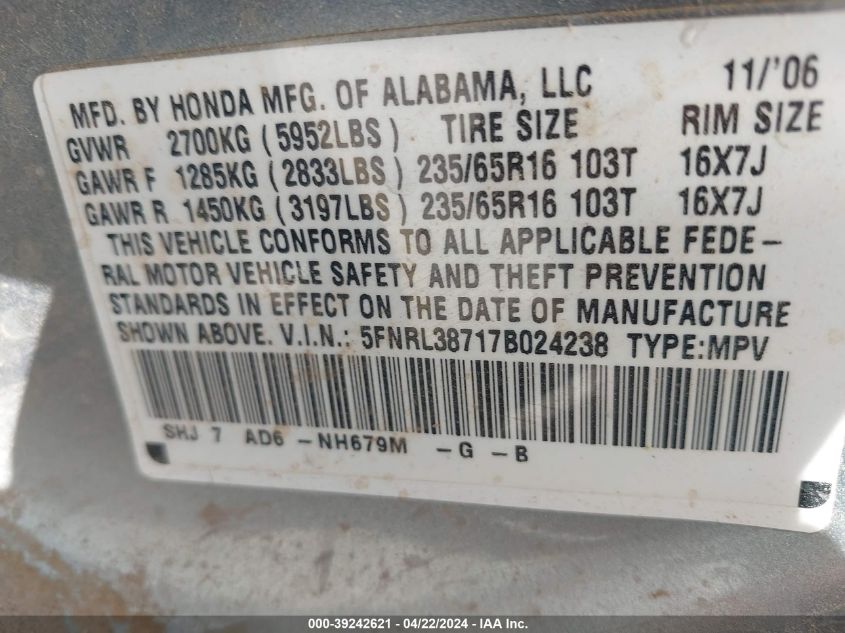 MFD. BY HONDA MFG. OF ALABAMA, LLC 11/'06
GVWR 2700KG (5952LBS) TIRE SIZE RIM SIZE
GAWR F 1285KG (2833LBS) 235/65R16 103T 16X7J
GAWR R 1450KG (3197LBS) 235/65R16 103T 16X7J
THIS VEHICLE CONFORMS TO ALL APPLICABLE FEDE-
RAL MOTOR VEHICLE SAFETY AND THEFT PREVENTION
STANDARDS IN EFFECT ON THE DATE OF MANUFACTURE
SHOWN ABOVE. V.I.N.: 5FNRL38717B024238 TYPE:MPV
SHJ 7 AD6 -NH679M -G -B
000-39242621 - 04/22/2024 - IAA Inc.